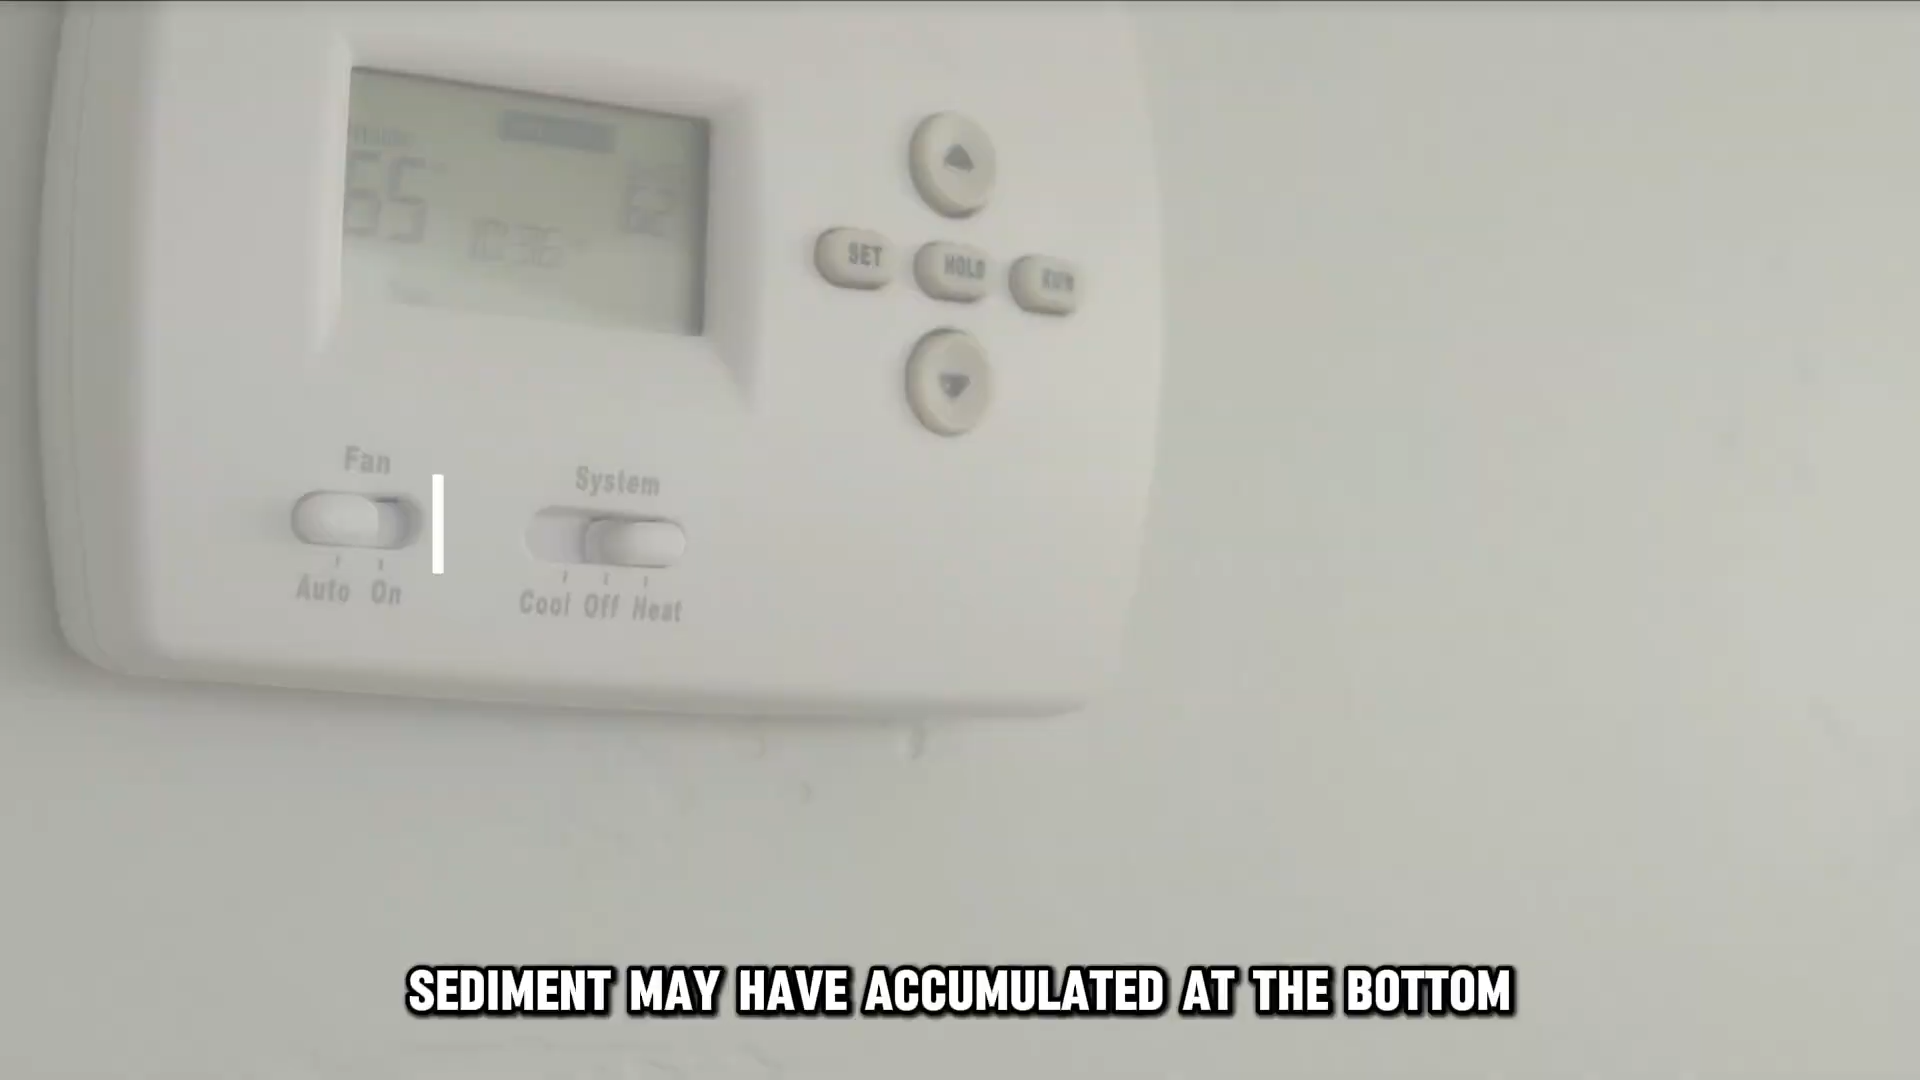 65
SET HOLD RUN
Fan
System
Auto On
Cool Off Heat
SEDIMENT MAY HAVE ACCUMULATED AT THE BOTTOM